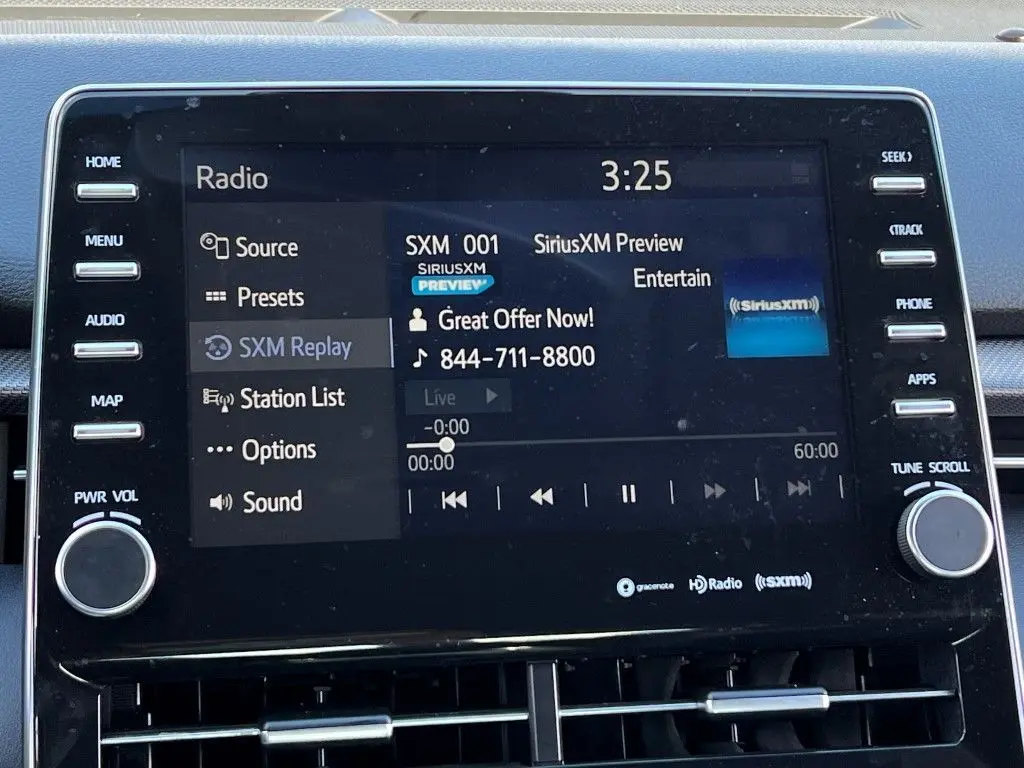 HOME
MENU
AUDIO
MAP
PWR VOL
Radio
3:25
Source
Presets
SXM Replay
Station List
Options
Sound
SXM 001 SiriusXM Preview
SIRIUSXM Entertain
PREVIEW
((SiriusXM))
Great Offer Now!
844-711-8800
Live
-0:00
00:00 60:00
gracenote HD Radio ((SXM))
SEEK >
< TRACK
PHONE
APPS
TUNE SCROLL